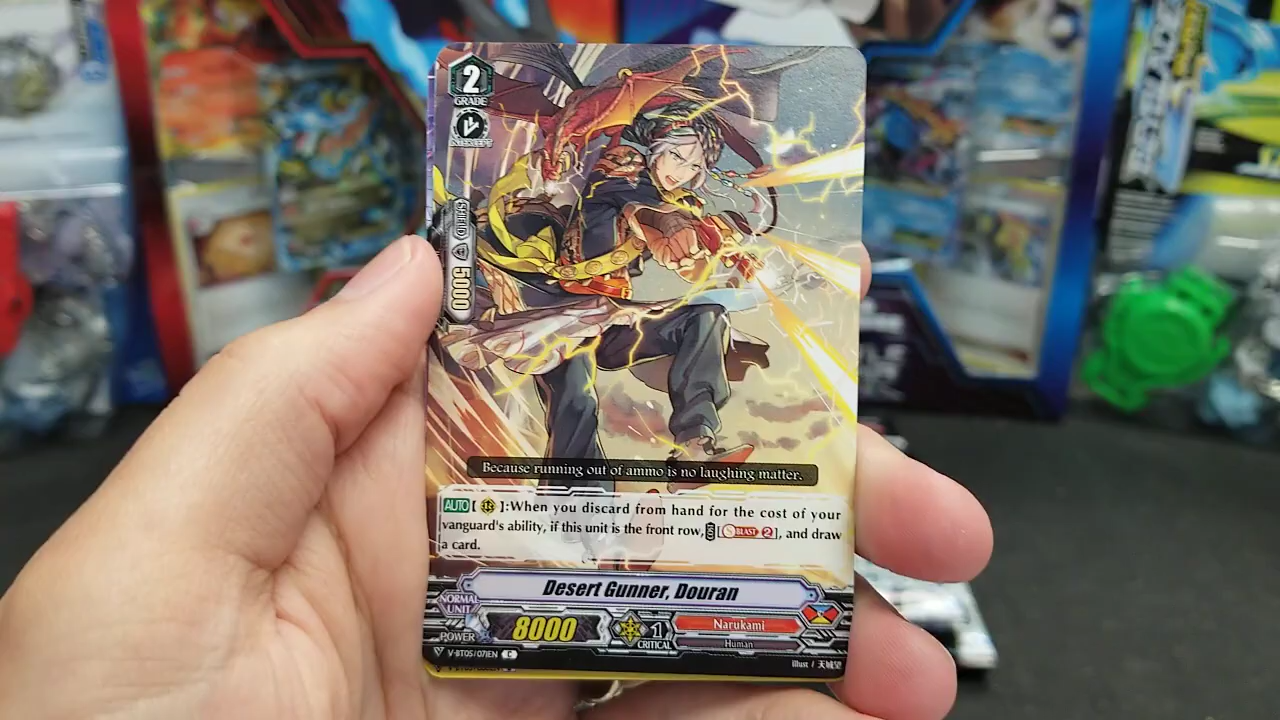 2
GRADE
INTERCEPT
SHIELD
5000
Because running out of ammo is no laughing matter.
AUTO [ ]:When you discard from hand for the cost of your
vanguard's ability, if this unit is the front row, [ BLAST 2], and draw
a card.
Desert Gunner, Douran
NORMAL
UNIT
POWER
8000
1
CRITICAL
Narukami
Human
V-BT05/071EN C
illust / 天城望